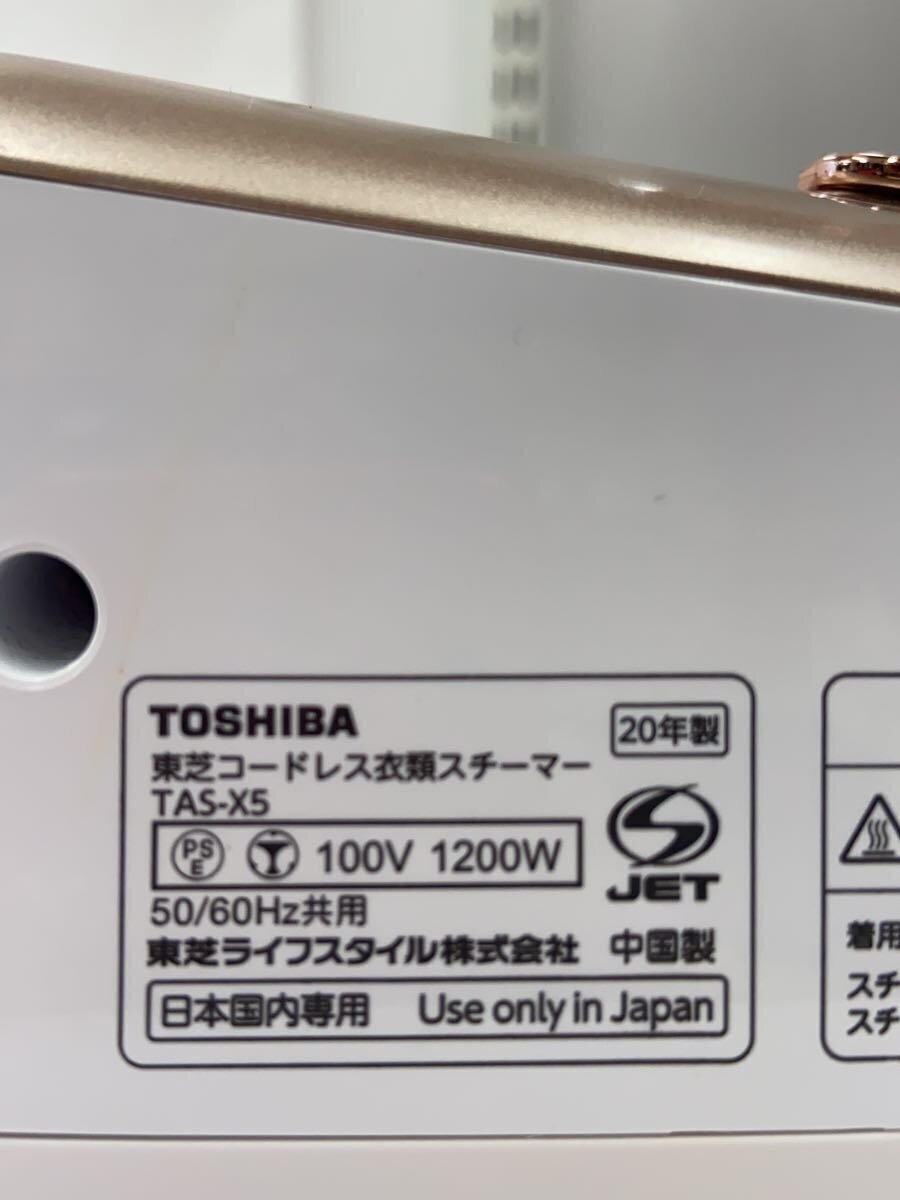 TOSHIBA
20年製
東芝コードレス衣類スチーマー
TAS-X5
PS
E
T
100V 1200W
JET
50/60Hz共用
東芝ライフスタイル株式会社 中国製
日本国内専用 Use only in Japan
着用
スチ
スチ